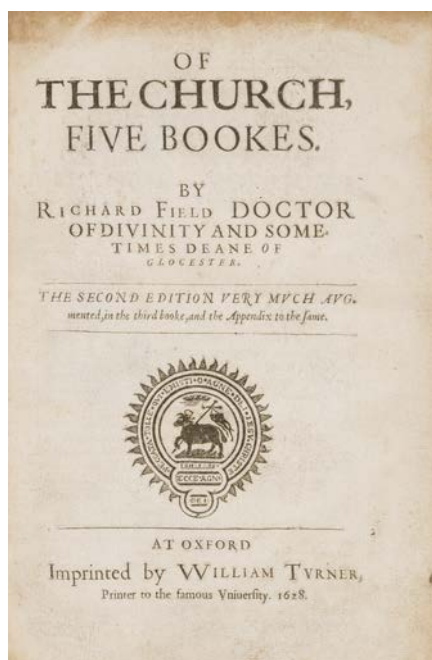 OF
THE CHURCH,
FIVE BOOKES.
BY
RICHARD FIELD DOCTOR
OF DIVINITY AND SOME-
TIMES DEANE OF
GLOCESTER.
THE SECOND EDITION VERY MVCH AVG-
mented, in the third booke, and the Appendix to the ſame.
ECCE AGNVS
DEI
AT OXFORD
Imprinted by WILLIAM TVRNER,
Printer to the famous Vniuerſity. 1628.